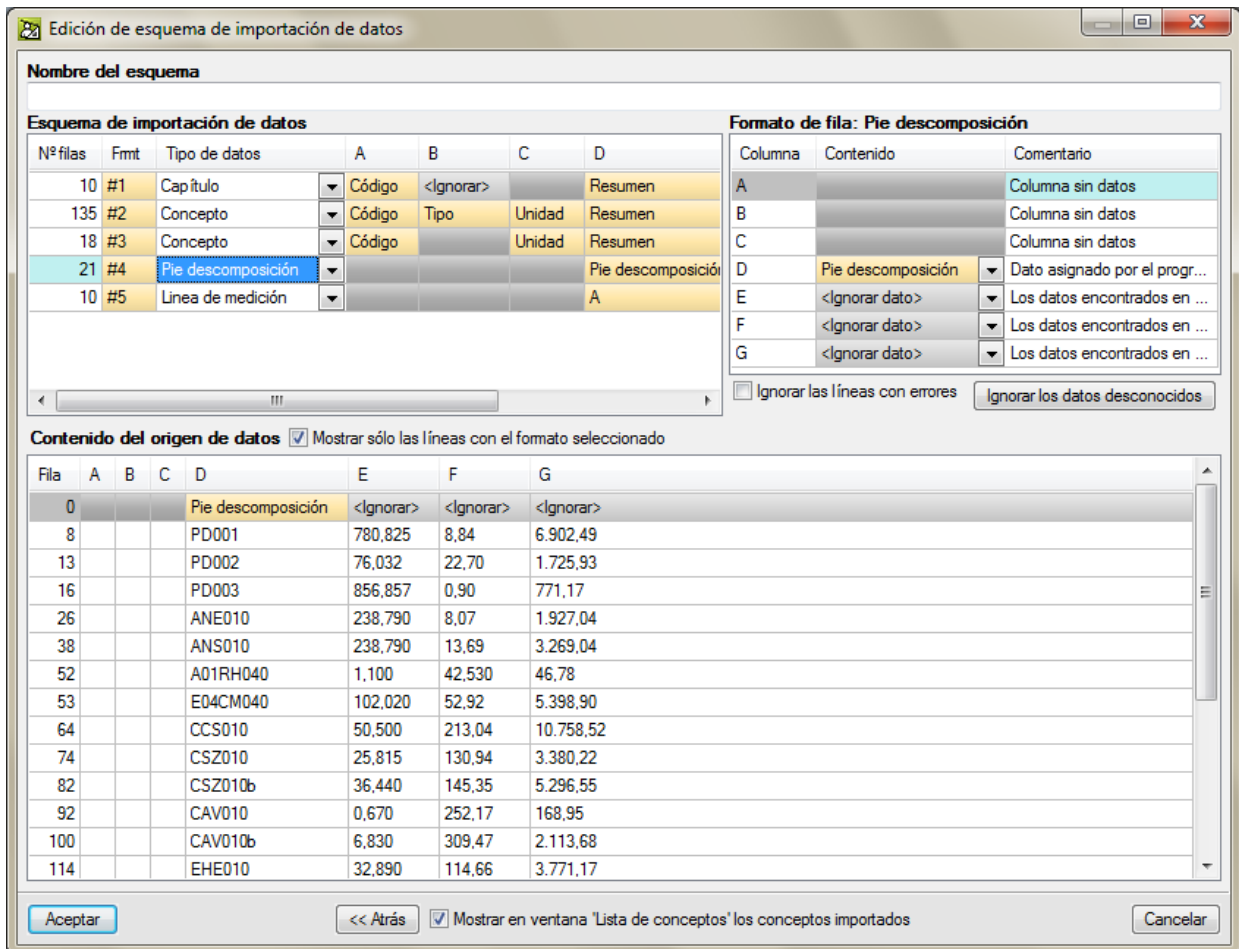 Edición de esquema de importación de datos
Nombre del esquema
Esquema de importación de datos
Nº filas Frmt Tipo de datos A B C D
10 #1 Capítulo Código <Ignorar> Resumen
135 #2 Concepto Código Tipo Unidad Resumen
18 #3 Concepto Código Unidad Resumen
21 #4 Pie descomposición Pie descomposición
10 #5 Linea de medición A
Formato de fila: Pie descomposición
Columna Contenido Comentario
A Columna sin datos
B Columna sin datos
C Columna sin datos
D Pie descomposición Dato asignado por el progr...
E <Ignorar dato> Los datos encontrados en ...
F <Ignorar dato> Los datos encontrados en ...
G <Ignorar dato> Los datos encontrados en ...
Ignorar las líneas con errores Ignorar los datos desconocidos
Contenido del origen de datos Mostrar sólo las líneas con el formato seleccionado
Fila A B C D E F G
0 Pie descomposición <Ignorar> <Ignorar> <Ignorar>
8 PD001 780,825 8,84 6.902,49
13 PD002 76,032 22,70 1.725,93
16 PD003 856,857 0,90 771,17
26 ANE010 238,790 8,07 1.927,04
38 ANS010 238,790 13,69 3.269,04
52 A01RH040 1,100 42,530 46,78
53 E04CM040 102,020 52,92 5.398,90
64 CCS010 50,500 213,04 10.758,52
74 CSZ010 25,815 130,94 3.380,22
82 CSZ010b 36,440 145,35 5.296,55
92 CAV010 0,670 252,17 168,95
100 CAV010b 6,830 309,47 2.113,68
114 EHE010 32,890 114,66 3.771,17
Aceptar << Atrás Mostrar en ventana 'Lista de conceptos' los conceptos importados Cancelar